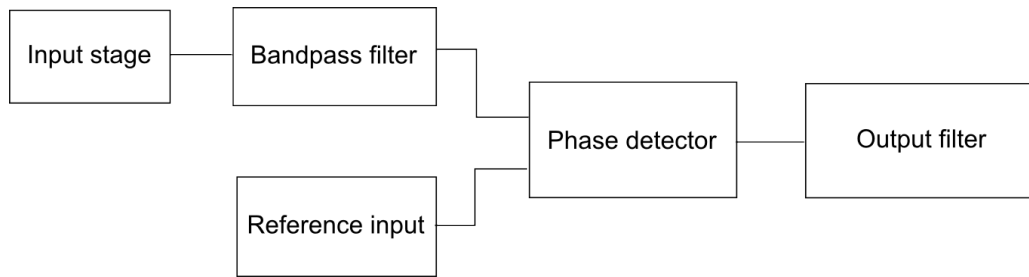 Input stage
Bandpass filter
Phase detector
Output filter
Reference input